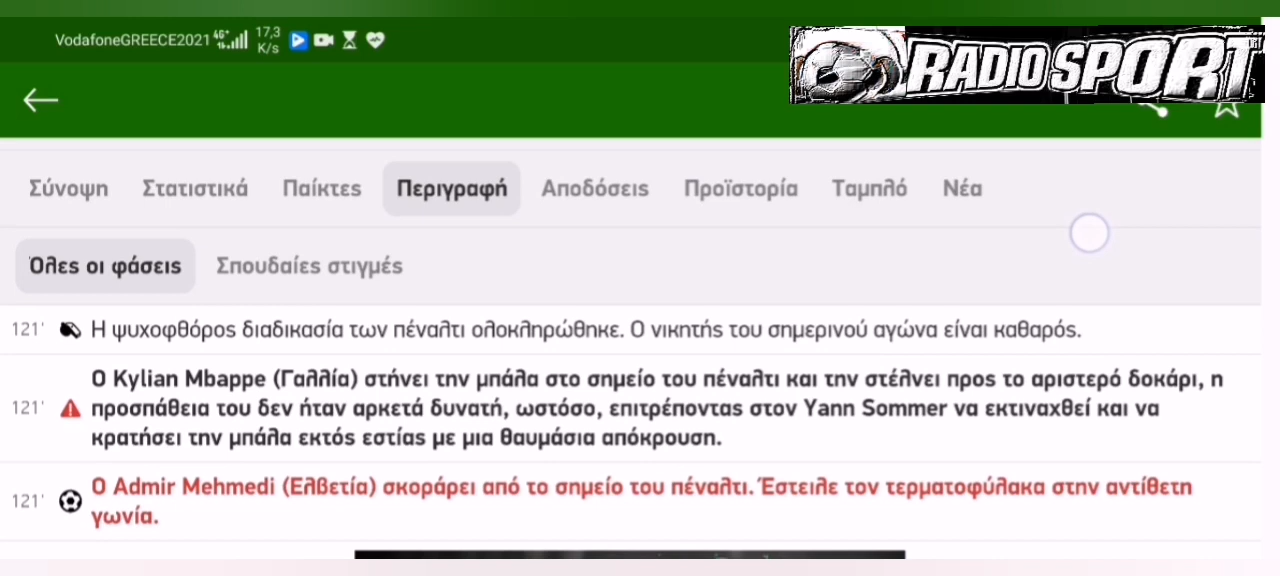 VodafoneGREECE2021 4G+ 17,3 K/s
RADIO SPORT
Σύνοψη Στατιστικά Παίκτες Περιγραφή Αποδόσεις Προϊστορία Ταμπλό Νέα
Όλες οι φάσεις Σπουδαίες στιγμές
121' Η ψυχοφθόρος διαδικασία των πέναλτι ολοκληρώθηκε. Ο νικητής του σημερινού αγώνα είναι καθαρός.
Ο Kylian Mbappe (Γαλλία) στήνει την μπάλα στο σημείο του πέναλτι και την στέλνει προς το αριστερό δοκάρι, η
121' προσπάθεια του δεν ήταν αρκετά δυνατή, ωστόσο, επιτρέποντας στον Yann Sommer να εκτιναχθεί και να
κρατήσει την μπάλα εκτός εστίας με μια θαυμάσια απόκρουση.
Ο Admir Mehmedi (Ελβετία) σκοράρει από το σημείο του πέναλτι. Έστειλε τον τερματοφύλακα στην αντίθετη
121' γωνία.